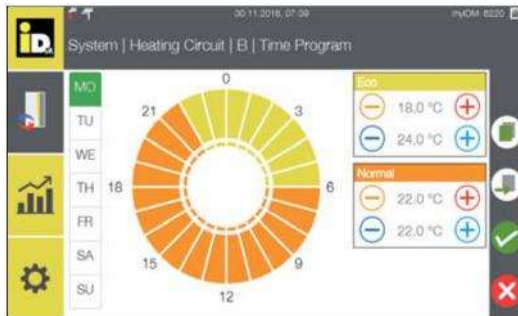 30.11.2016, 07:39
myIDM 6220
iDM
System | Heating Circuit | B | Time Program
MO
TU
WE
TH
FR
SA
SU
0
3
6
9
12
15
18
21
Eco
18.0 °C
24.0 °C
Normal
22.0 °C
22.0 °C